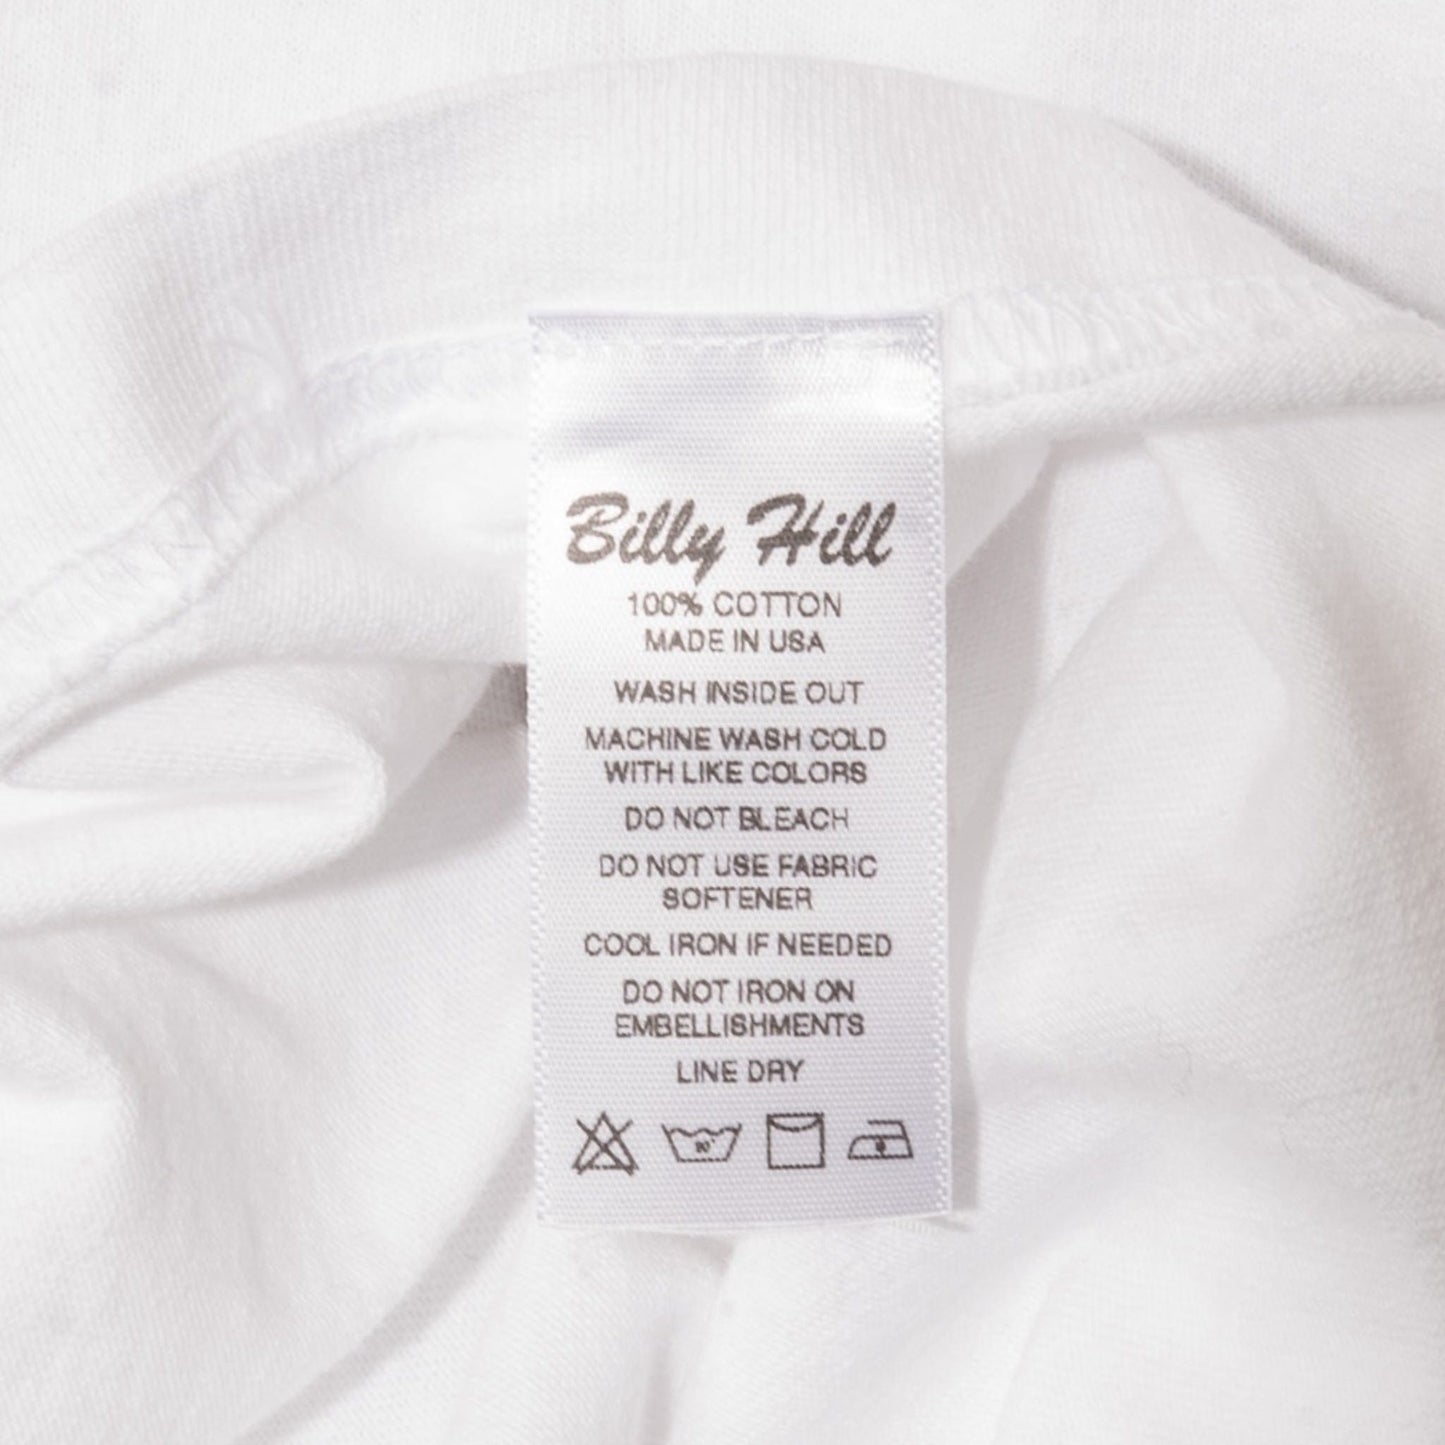 Billy Hill
100% COTTON
MADE IN USA
WASH INSIDE OUT
MACHINE WASH COLD
WITH LIKE COLORS
DO NOT BLEACH
DO NOT USE FABRIC
SOFTENER
COOL IRON IF NEEDED
DO NOT IRON ON
EMBELLISHMENTS
LINE DRY